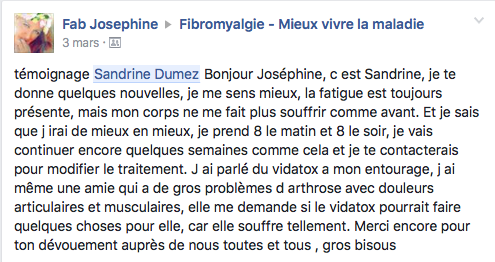 Fab Josephine ▸ Fibromyalgie - Mieux vivre la maladie
3 mars ·
témoignage Sandrine Dumez Bonjour Joséphine, c est Sandrine, je te
donne quelques nouvelles, je me sens mieux, la fatigue est toujours
présente, mais mon corps ne me fait plus souffrir comme avant. Et je sais
que j irai de mieux en mieux, je prend 8 le matin et 8 le soir, je vais
continuer encore quelques semaines comme cela et je te contacterais
pour modifier le traitement. J ai parlé du vidatox a mon entourage, j ai
même une amie qui a de gros problèmes d arthrose avec douleurs
articulaires et musculaires, elle me demande si le vidatox pourrait faire
quelques choses pour elle, car elle souffre tellement. Merci encore pour
ton dévouement auprès de nous toutes et tous , gros bisous